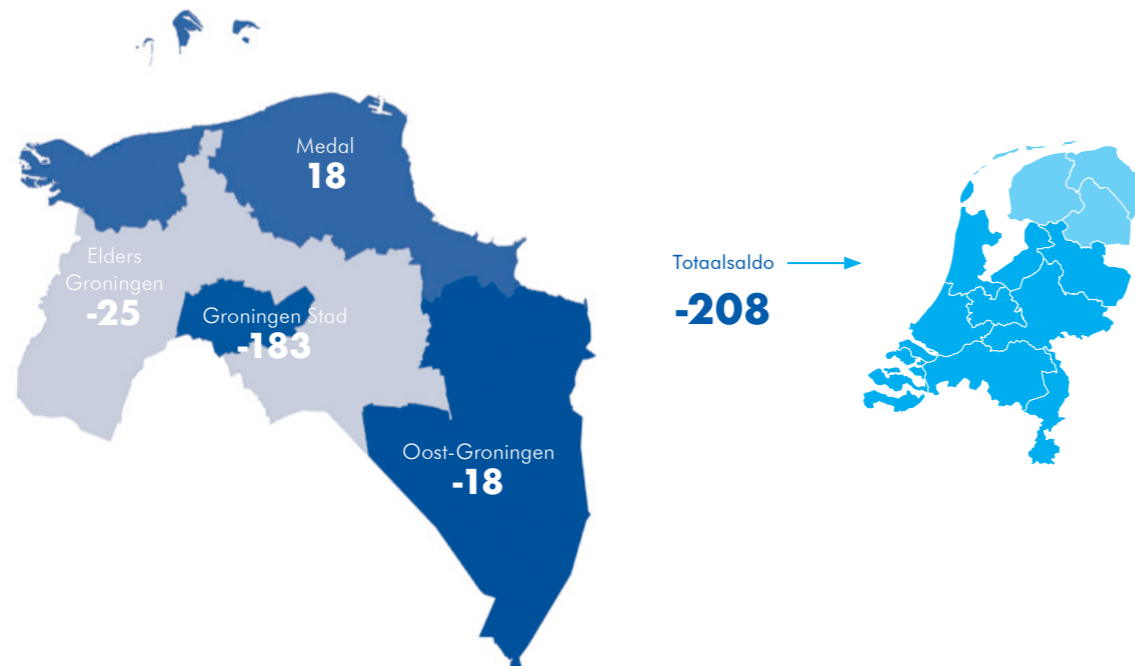 Medal
18
Elders
Groningen
-25
Groningen Stad
-183
Oost-Groningen
-18
Totaalsaldo
-208